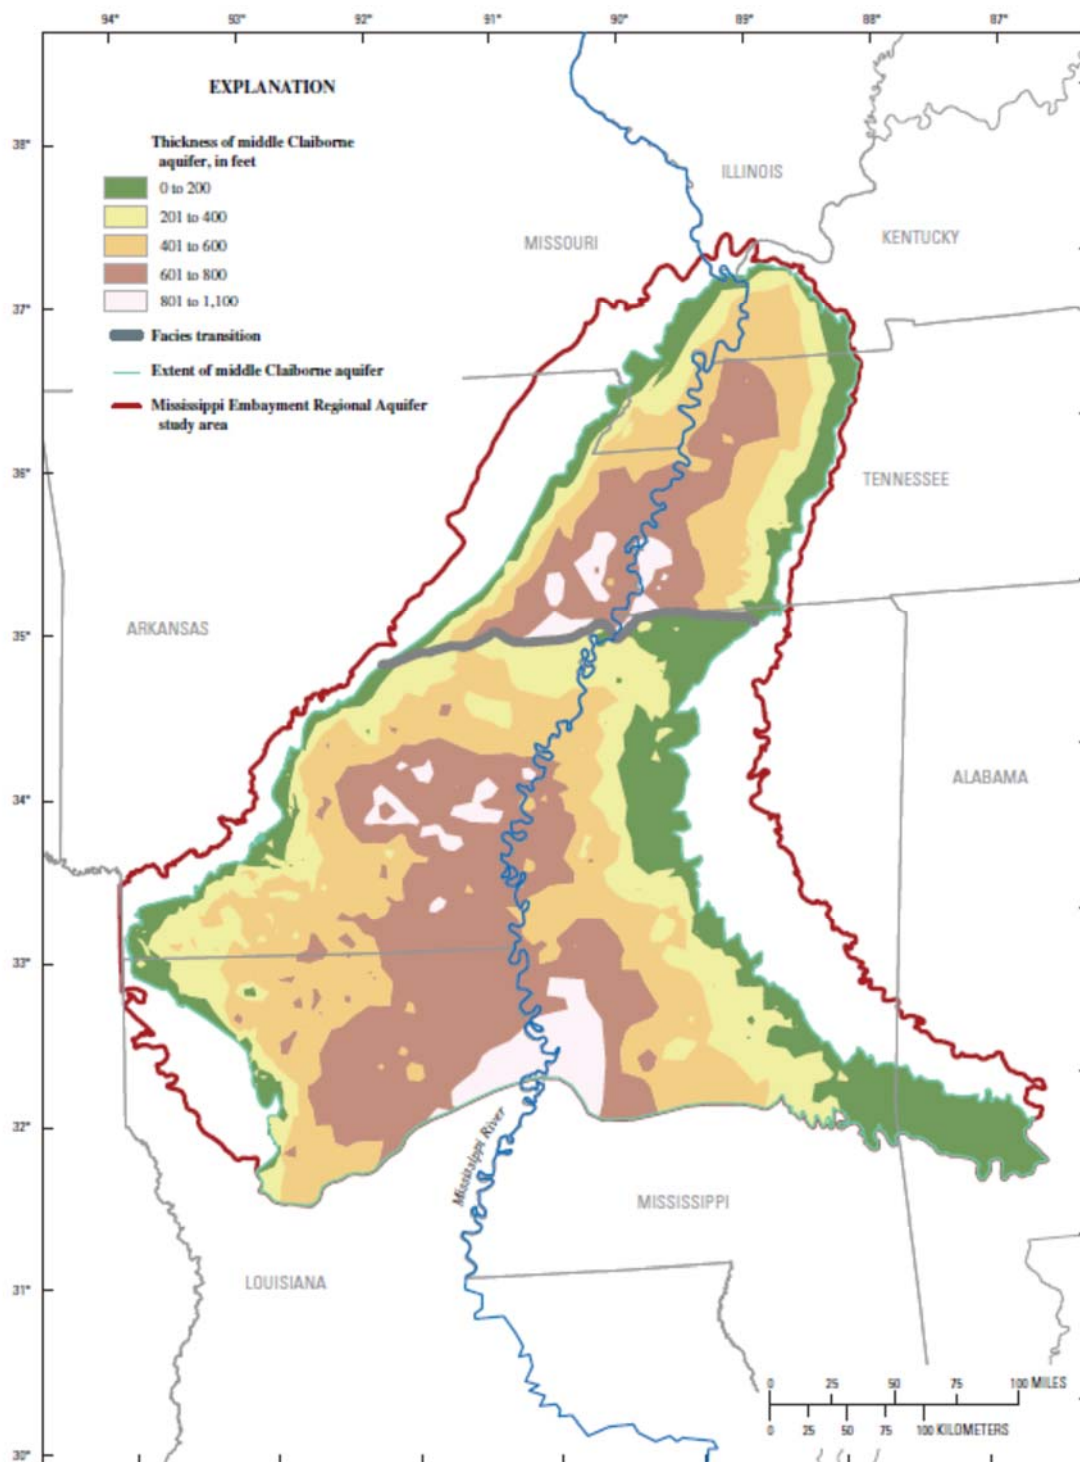 94° 93° 92° 91° 90° 89° 88° 87°
EXPLANATION
Thickness of middle Claiborne
aquifer, in feet
0 to 200
201 to 400
401 to 600
601 to 800
801 to 1,100
Facies transition
Extent of middle Claiborne aquifer
Mississippi Embayment Regional Aquifer
study area
38°
ILLINOIS
MISSOURI
KENTUCKY
37°
36°
TENNESSEE
ARKANSAS
35°
ALABAMA
34°
33°
32°
Mississippi River
MISSISSIPPI
LOUISIANA
31°
0 25 50 75 100 MILES
0 25 50 75 100 KILOMETERS
30°